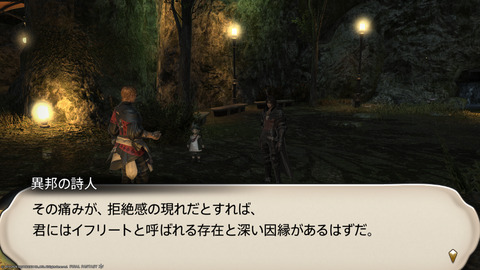 異邦の詩人
その痛みが、拒絶感の現れだとすれば、
君にはイフリートと呼ばれる存在と深い因縁があるはずだ。